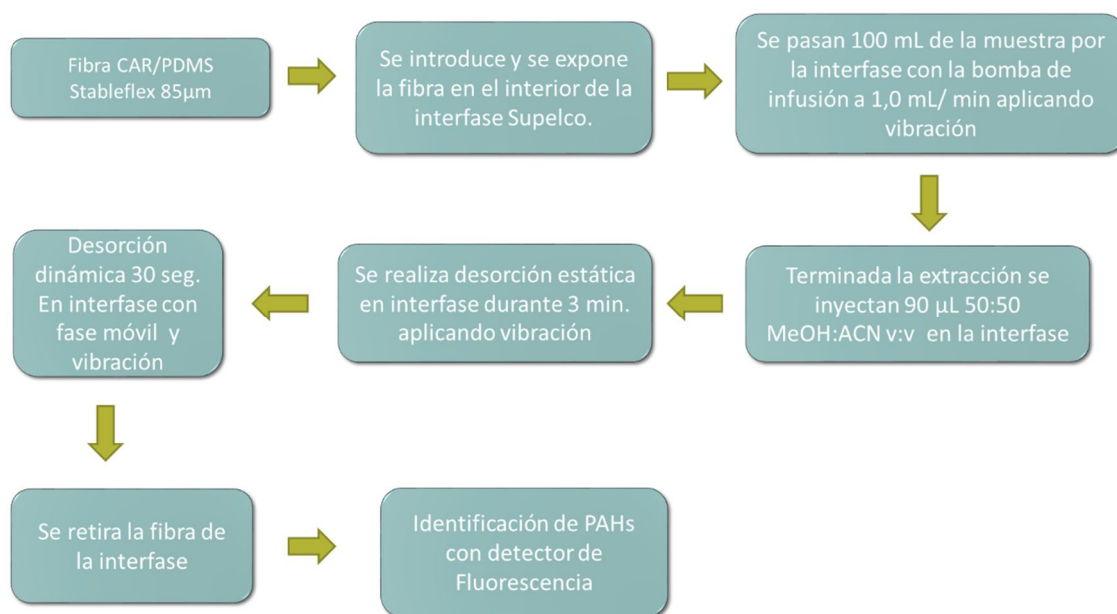 Fibra CAR/PDMS
Stableflex 85µm
Se introduce y se expone
la fibra en el interior de la
interfase Supelco.
Se pasan 100 mL de la muestra por
la interfase con la bomba de
infusión a 1,0 mL/ min aplicando
vibración
Terminada la extracción se
inyectan 90 µL 50:50
MeOH:ACN v:v en la interfase
Se realiza desorción estática
en interfase durante 3 min.
aplicando vibración
Desorción
dinámica 30 seg.
En interfase con
fase móvil y
vibración
Se retira la fibra de
la interfase
Identificación de PAHs
con detector de
Fluorescencia